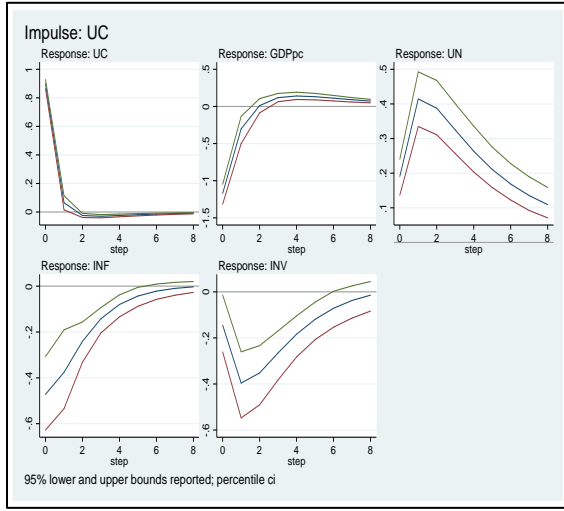 Impulse: UC
Response: UC
Response: GDPpc
Response: UN
1
.8
.6
.4
.2
0
0 2 4 6 8
step
.5
0
-.5
-1
-1.5
0 2 4 6 8
step
.5
.4
.3
.2
.1
0 2 4 6 8
step
Response: INF
Response: INV
0
-.2
-.4
-.6
0 2 4 6 8
step
0
-.2
-.4
-.6
0 2 4 6 8
step
95% lower and upper bounds reported; percentile ci